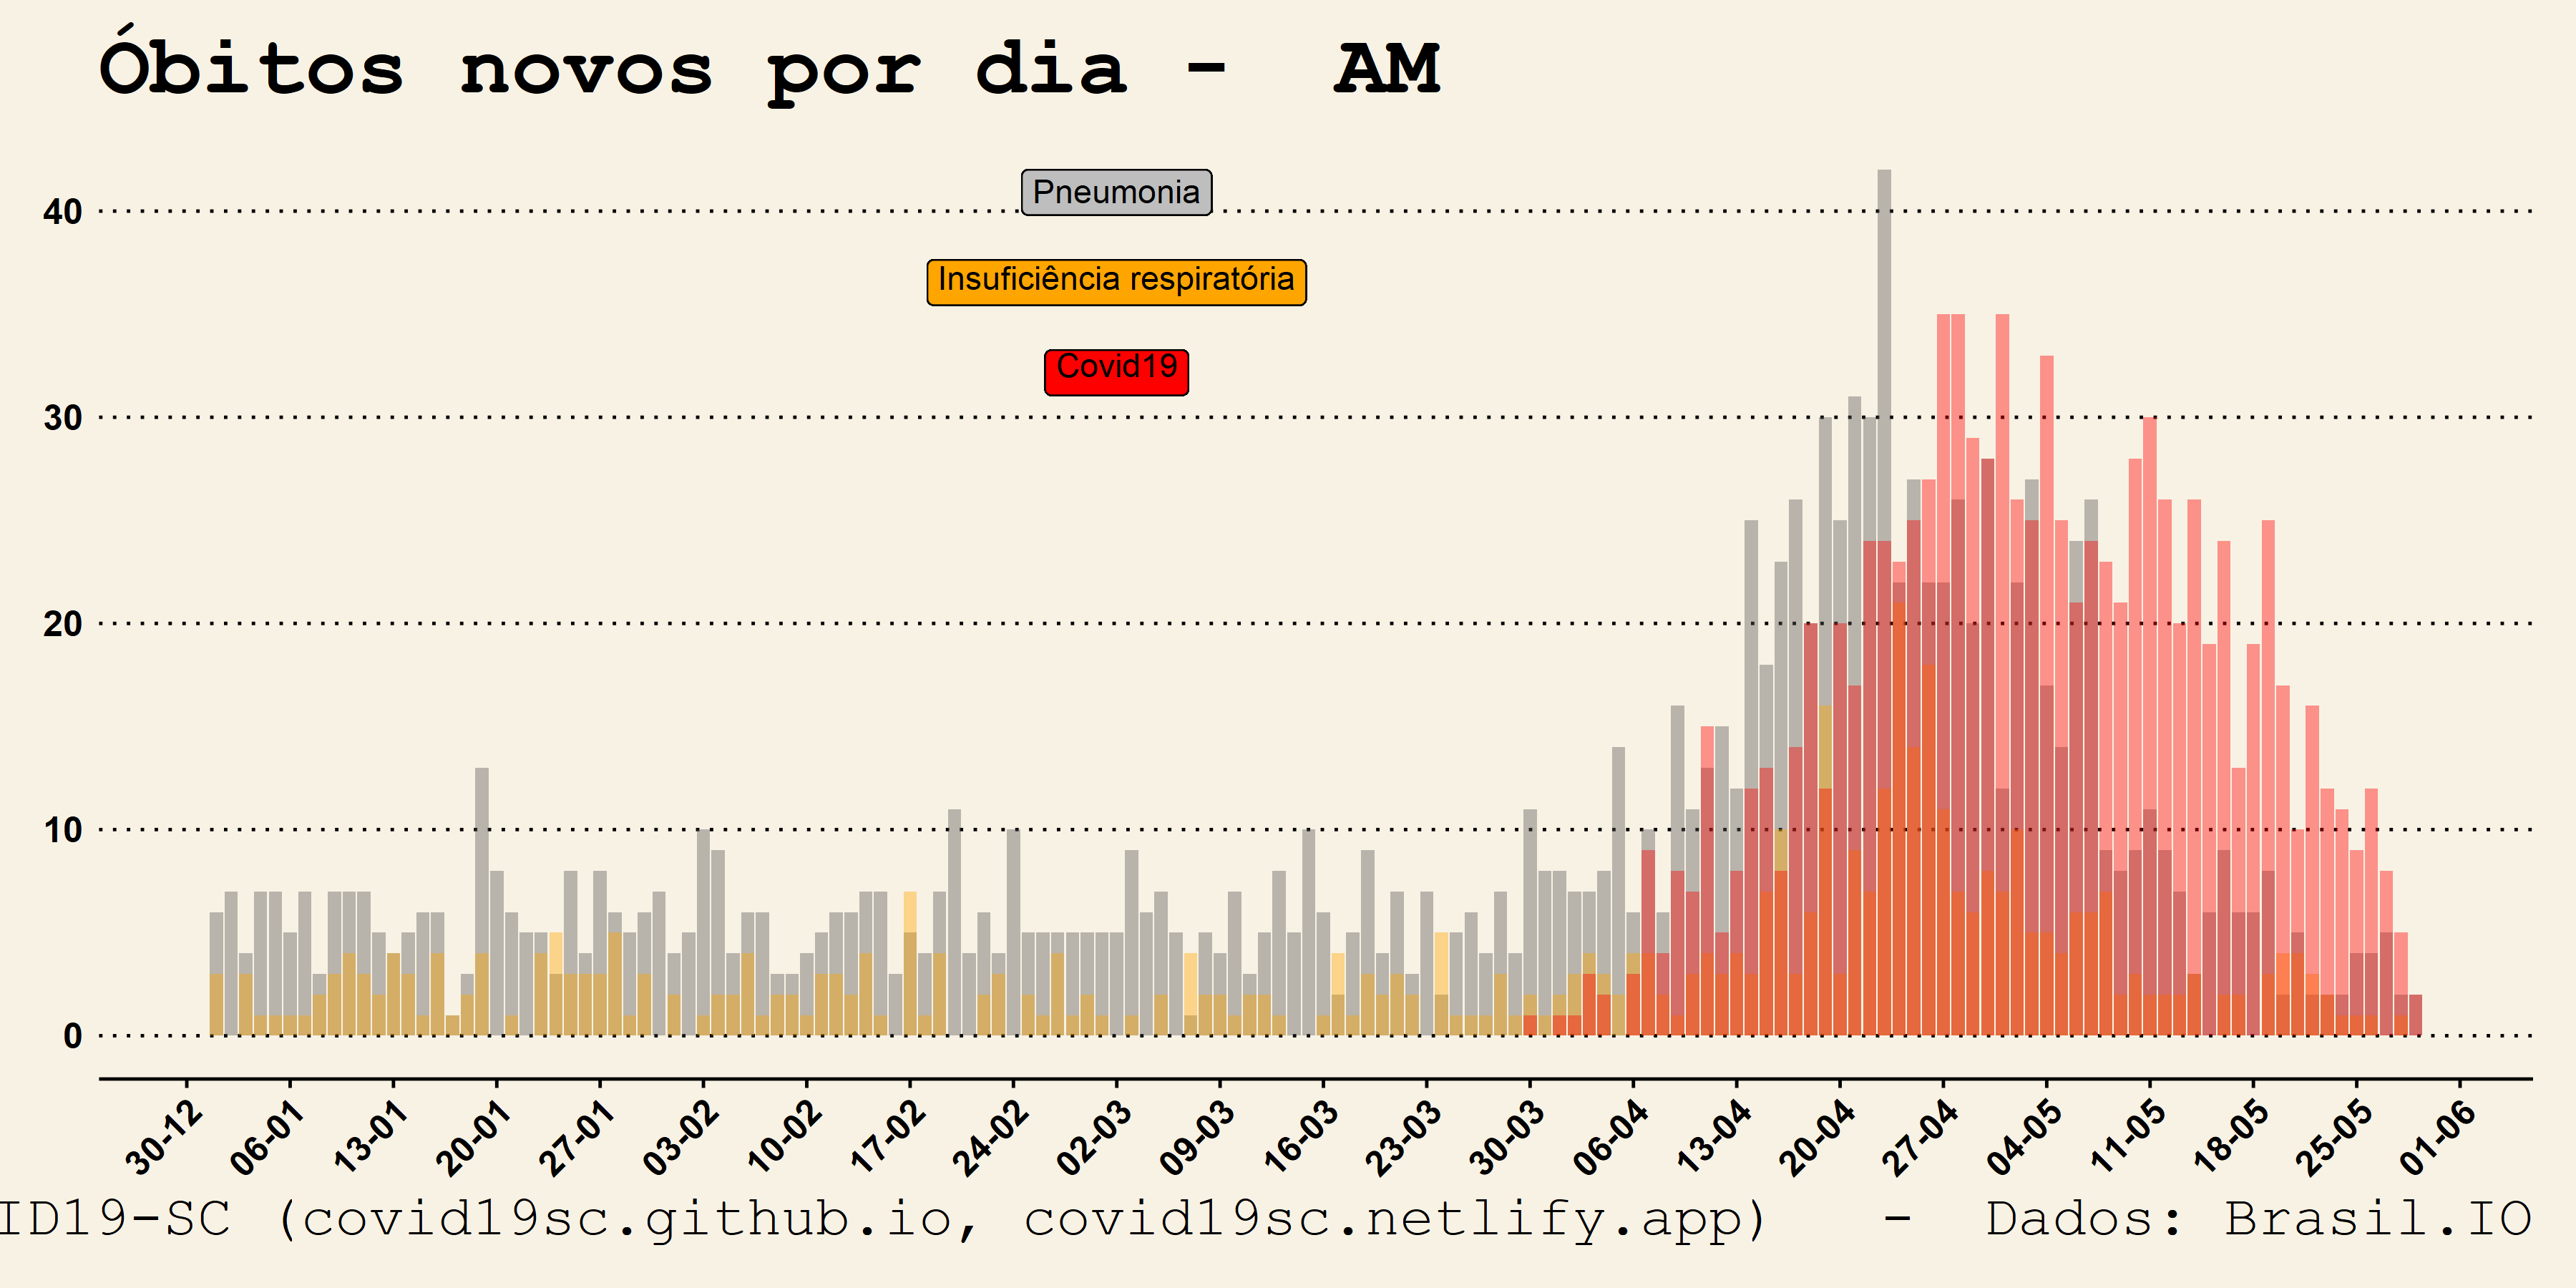 Óbitos novos por dia - AM
Pneumonia
Insuficiência respiratória
Covid19
40
30
20
10
0
30-12 06-01 13-01 20-01 27-01 03-02 10-02 17-02 24-02 02-03 09-03 16-03 23-03 30-03 06-04 13-04 20-04 27-04 04-05 11-05 18-05 25-05 01-06
ID19-SC (covid19sc.github.io, covid19sc.netlify.app) - Dados: Brasil.IO